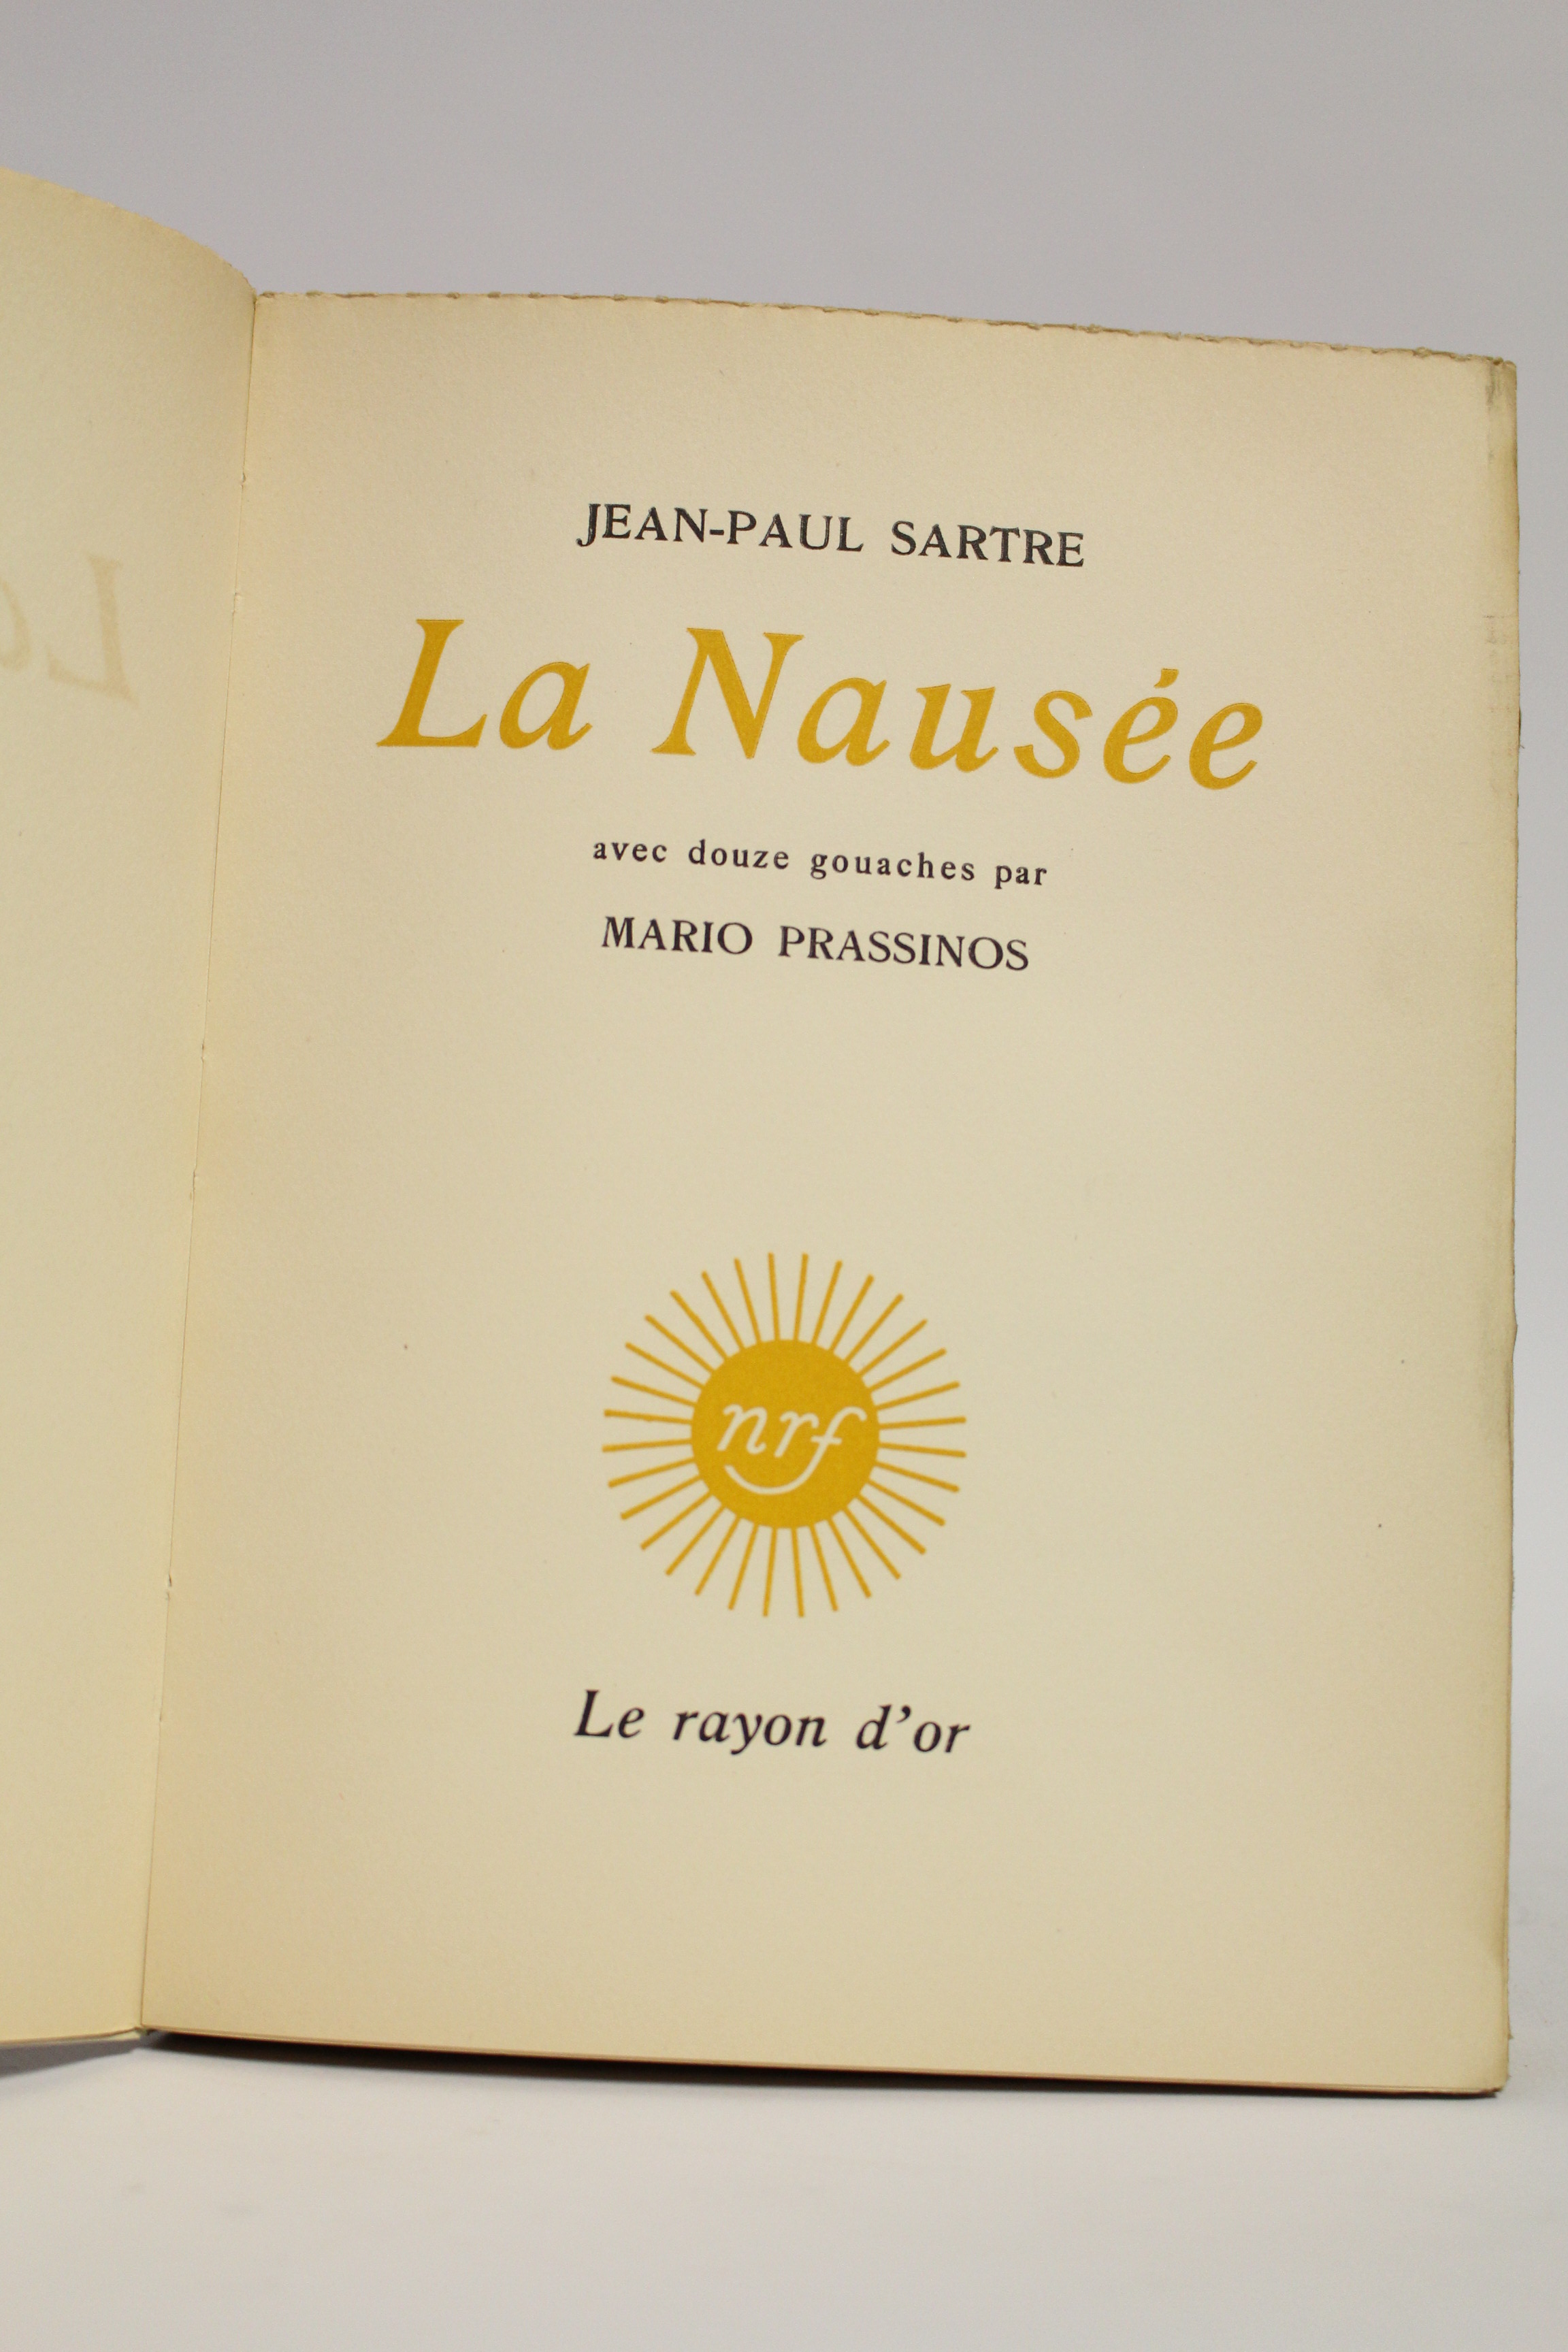 JEAN-PAUL SARTRE
La Nausée
avec douze gouaches par
MARIO PRASSINOS
nrf
Le rayon d'or